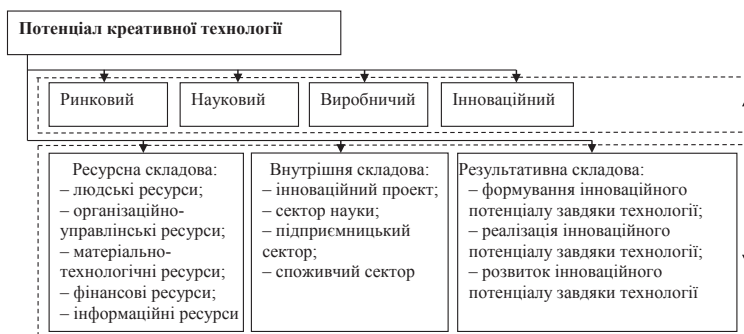 Потенціал креативної технології
Ринковий
Науковий
Виробничий
Інноваційний
Ресурсна складова:
– людські ресурси;
– організаційно-
управлінські ресурси;
– матеріально-
технологічні ресурси;
– фінансові ресурси;
– інформаційні ресурси
Внутрішня складова:
– інноваційний проект;
– сектор науки;
– підприємницький
сектор;
– споживчий сектор
Результативна складова:
– формування інноваційного
потенціалу завдяки технології;
– реалізація інноваційного
потенціалу завдяки технології;
– розвиток інноваційного
потенціалу завдяки технології